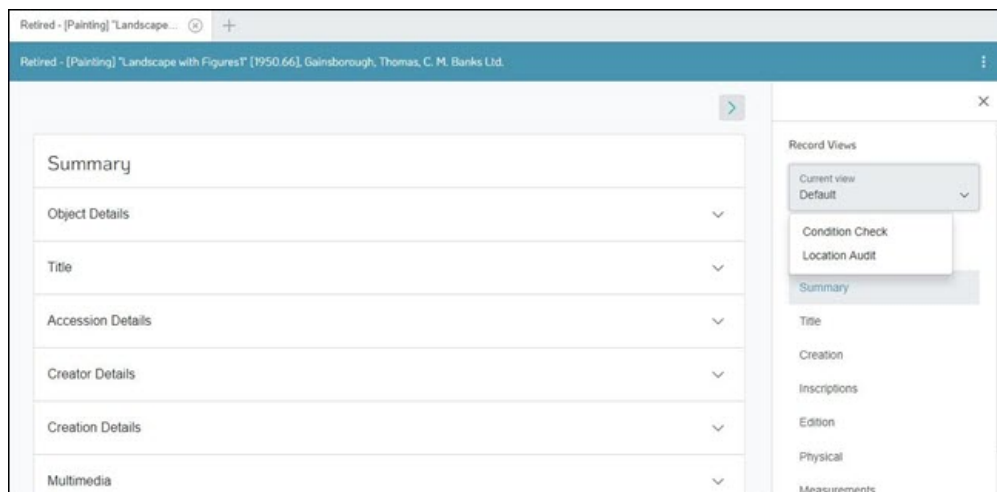 Retired - [Painting] "Landscape...
Retired - [Painting] "Landscape with Figures1" [1950.66], Gainsborough, Thomas, C. M. Banks Ltd.
Summary
Object Details
Title
Accession Details
Creator Details
Creation Details
Multimedia
Record Views
Current view
Default
Condition Check
Location Audit
Summary
Title
Creation
Inscriptions
Edition
Physical
Measurements